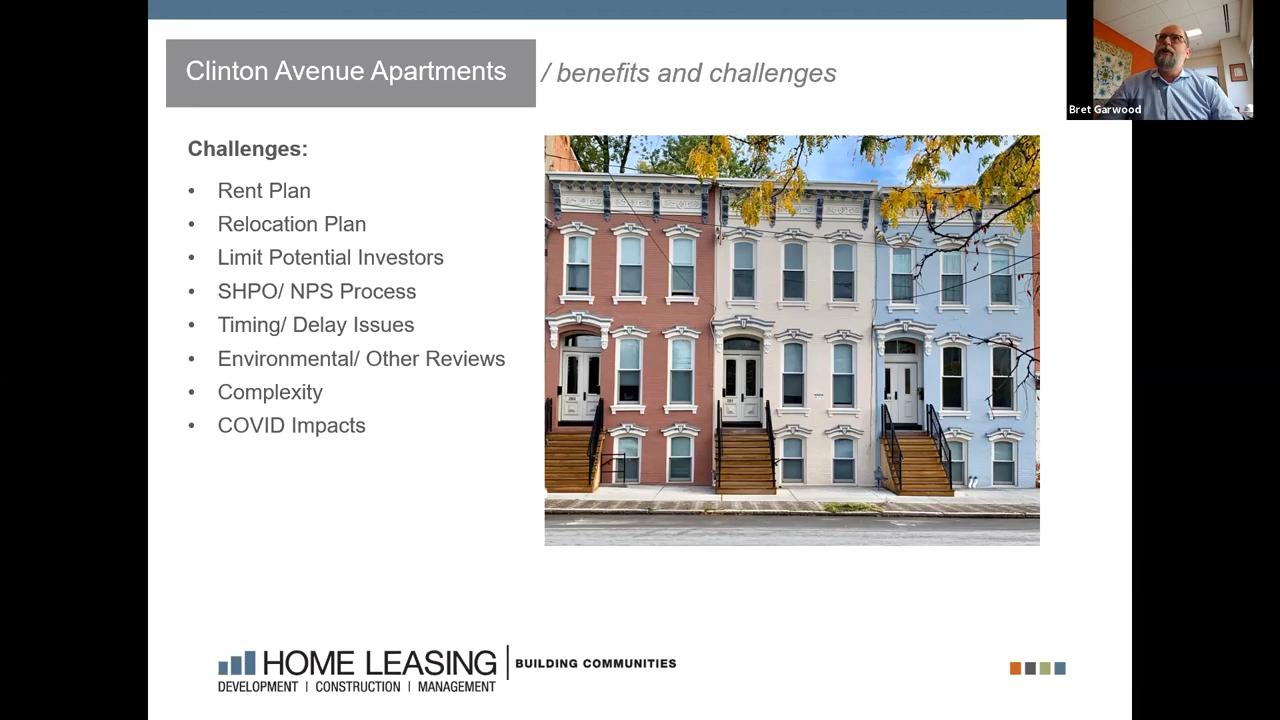 Clinton Avenue Apartments / benefits and challenges
Bret Garwood
Challenges:
• Rent Plan
• Relocation Plan
• Limit Potential Investors
• SHPO/ NPS Process
• Timing/ Delay Issues
• Environmental/ Other Reviews
• Complexity
• COVID Impacts
HOME LEASING | BUILDING COMMUNITIES
DEVELOPMENT | CONSTRUCTION | MANAGEMENT